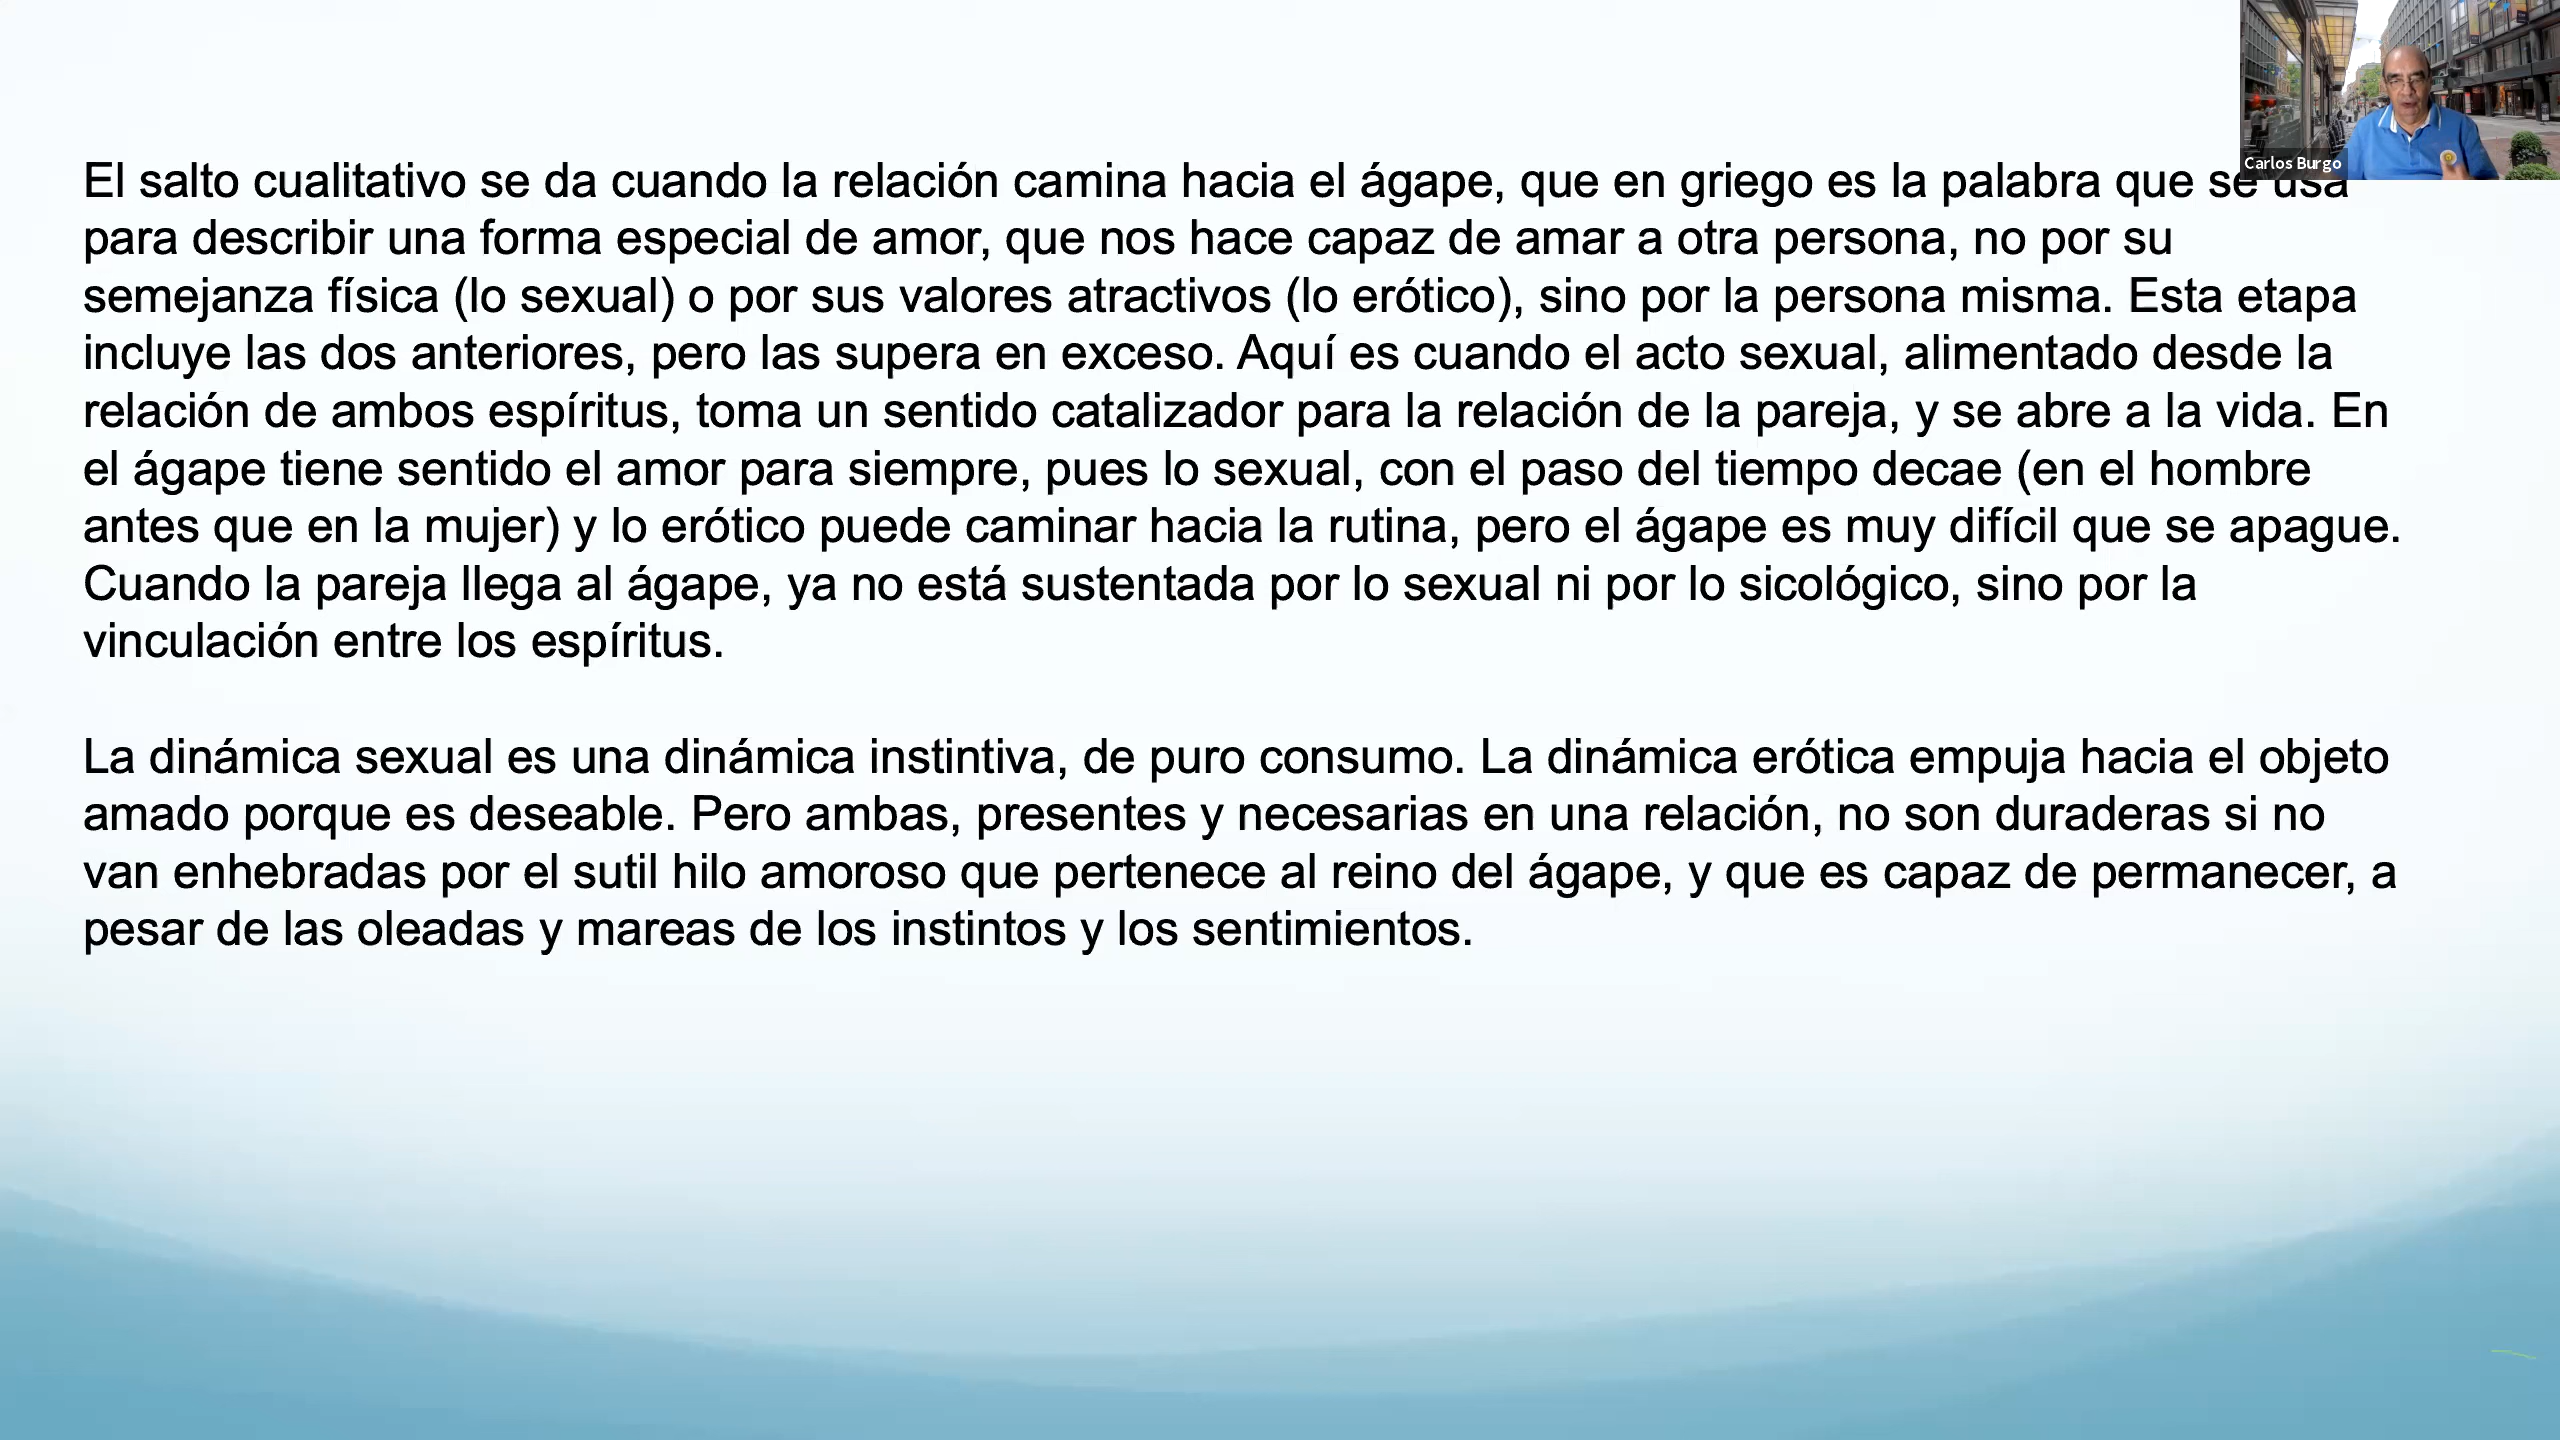 Carlos Burgo
El salto cualitativo se da cuando la relación camina hacia el ágape, que en griego es la palabra que se usa
para describir una forma especial de amor, que nos hace capaz de amar a otra persona, no por su
semejanza física (lo sexual) o por sus valores atractivos (lo erótico), sino por la persona misma. Esta etapa
incluye las dos anteriores, pero las supera en exceso. Aquí es cuando el acto sexual, alimentado desde la
relación de ambos espíritus, toma un sentido catalizador para la relación de la pareja, y se abre a la vida. En
el ágape tiene sentido el amor para siempre, pues lo sexual, con el paso del tiempo decae (en el hombre
antes que en la mujer) y lo erótico puede caminar hacia la rutina, pero el ágape es muy difícil que se apague.
Cuando la pareja llega al ágape, ya no está sustentada por lo sexual ni por lo sicológico, sino por la
vinculación entre los espíritus.
La dinámica sexual es una dinámica instintiva, de puro consumo. La dinámica erótica empuja hacia el objeto
amado porque es deseable. Pero ambas, presentes y necesarias en una relación, no son duraderas si no
van enhebradas por el sutil hilo amoroso que pertenece al reino del ágape, y que es capaz de permanecer, a
pesar de las oleadas y mareas de los instintos y los sentimientos.